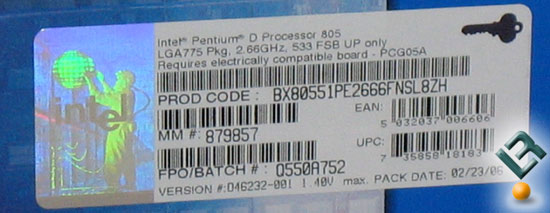 Intel® Pentium® D Processor 805
LGA775 Pkg, 2.66GHz, 533 FSB UP only
Requires electrically compatible board - PCG05A
PROD CODE : BX80551PE2666FNSL8ZH
EAN:
5 032037 006606
MM#: 879857
UPC:
7 35858 18183
FPO/BATCH # : Q550A752
VERSION #:D46232-001 1.40V max. PACK DATE: 02/23/06
intel